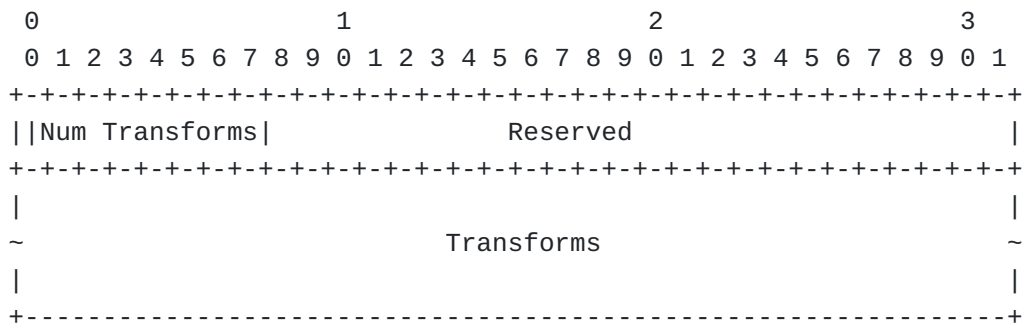 0                   1                   2                   3
 0 1 2 3 4 5 6 7 8 9 0 1 2 3 4 5 6 7 8 9 0 1 2 3 4 5 6 7 8 9 0 1
+-+-+-+-+-+-+-+-+-+-+-+-+-+-+-+-+-+-+-+-+-+-+-+-+-+-+-+-+-+-+-+-+
||Num Transforms|               Reserved                        |
+-+-+-+-+-+-+-+-+-+-+-+-+-+-+-+-+-+-+-+-+-+-+-+-+-+-+-+-+-+-+-+-+
|                                                               |
~                           Transforms                          ~
|                                                               |
+---------------------------------------------------------------+